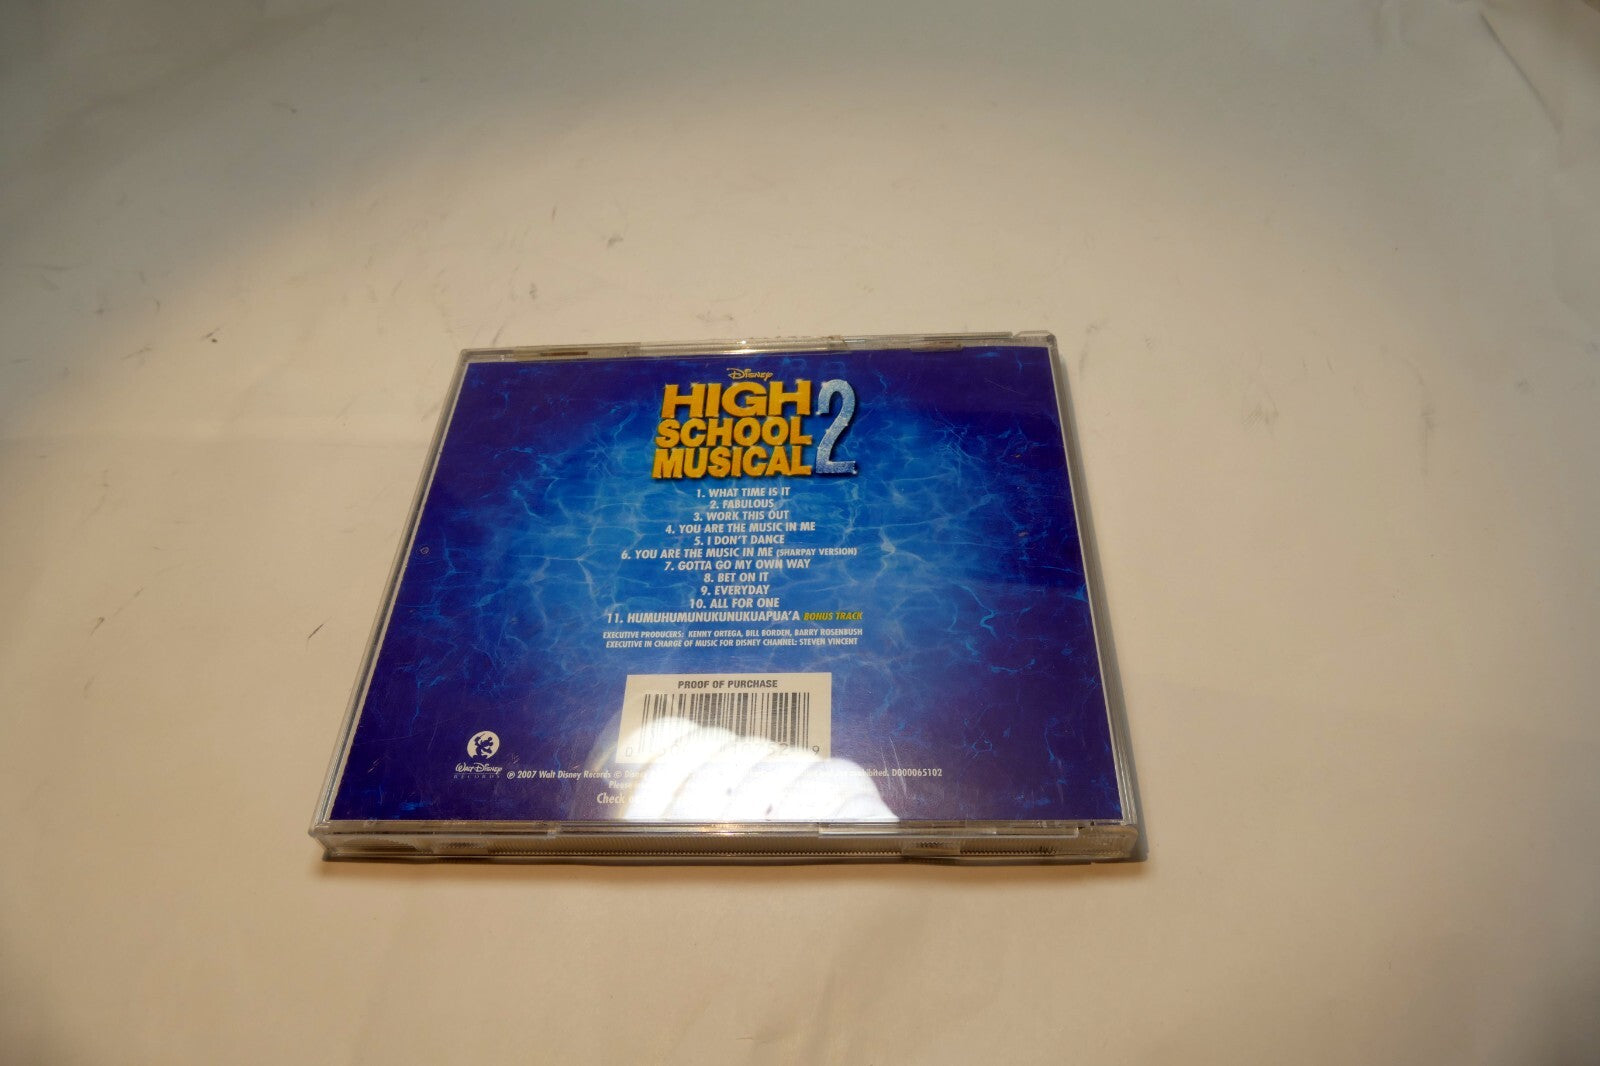 Disney
HIGH
SCHOOL
MUSICAL 2
1. WHAT TIME IS IT
2. FABULOUS
3. WORK THIS OUT
4. YOU ARE THE MUSIC IN ME
5. I DON'T DANCE
6. YOU ARE THE MUSIC IN ME (SHARPAY VERSION)
7. GOTTA GO MY OWN WAY
8. BET ON IT
9. EVERYDAY
10. ALL FOR ONE
11. HUMUHUMUNUKUNUKUAPUA'A BONUS TRACK
EXECUTIVE PRODUCERS: KENNY ORTEGA, BILL BORDEN, BARRY ROSENBUSH
EXECUTIVE IN CHARGE OF MUSIC FOR DISNEY CHANNEL: STEVEN VINCENT
PROOF OF PURCHASE
WALT DISNEY
RECORDS
℗ 2007 Walt Disney Records © Disney D000065102
Please
Check